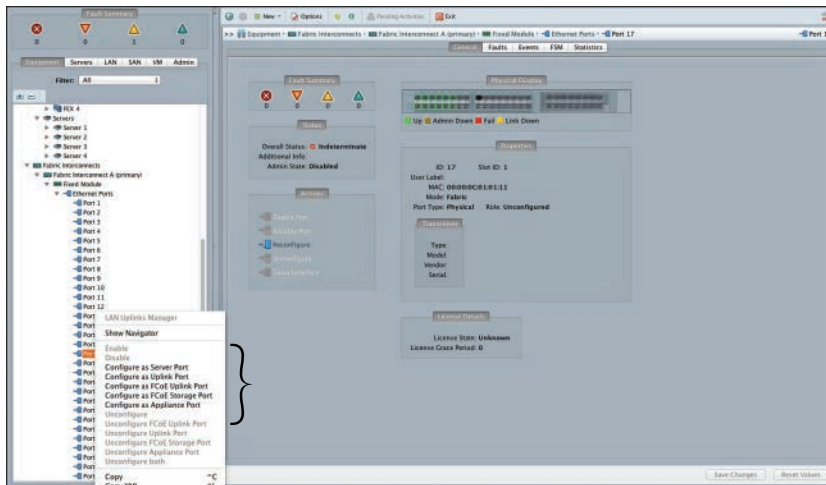 Fault Summary
0 0 1 0
New Options Pending Activities Exit
>> Equipment Fabric Interconnects Fabric Interconnect A (primary) Fixed Module Ethernet Ports Port 17
Port 1
Equipment Servers LAN SAN VM Admin
General Faults Events FSM Statistics
Filter: All
FEX 4
Servers
Server 1
Server 2
Server 3
Server 4
Fabric Interconnects
Fabric Interconnect A (primary)
Fixed Module
Ethernet Ports
Port 1
Port 2
Port 3
Port 4
Port 5
Port 6
Port 7
Port 8
Port 9
Port 10
Port 11
Port 12
LAN Uplinks Manager
Show Navigator
Enable
Disable
Configure as Server Port
Configure as Uplink Port
Configure as FCoE Uplink Port
Configure as FCoE Storage Port
Configure as Appliance Port
Unconfigure
Unconfigure FCoE Uplink Port
Unconfigure Uplink Port
Unconfigure FCoE Storage Port
Unconfigure Appliance Port
Unconfigure both
Copy ^C
Fault Summary
0 0 0 0
Status
Overall Status: Indeterminate
Additional Info:
Admin State: Disabled
Actions
Enable Port
Disable Port
Reconfigure
Unconfigure
Show Interface
Physical Display
Up Admin Down Fail Link Down
Properties
ID: 17 Slot ID: 1
User Label:
MAC: 00:00:0C:01:01:11
Mode: Fabric
Port Type: Physical Role: Unconfigured
Transceiver
Type:
Model:
Vendor:
Serial:
License Details
License State: Unknown
License Grace Period: 0
Save Changes Reset Values